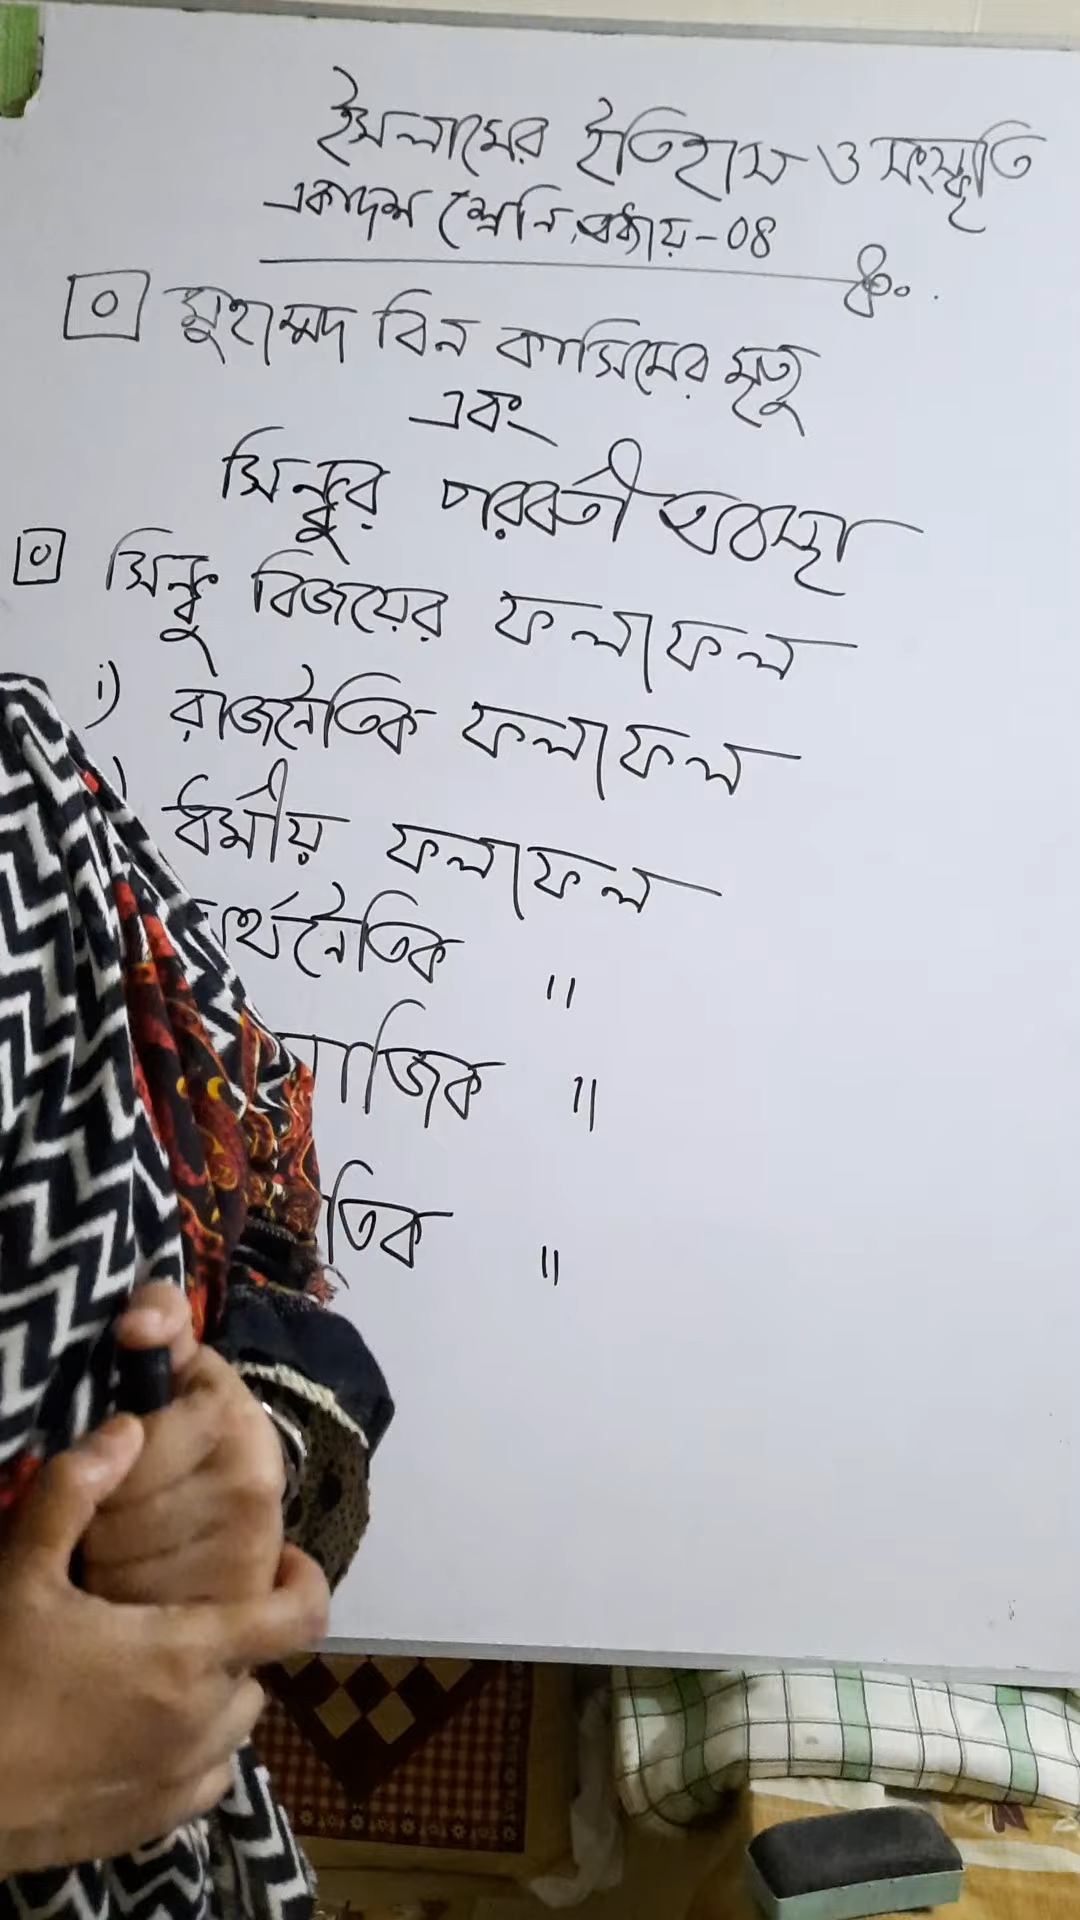 ইসলামের ইতিহাস ও সংস্কৃতি
একাদশ শ্রেনি, অধ্যায়-08
মুহাম্মদ বিন কাসিমের মৃত্যু
এবং
সিন্ধুর পরবর্তী অবস্থা
সিন্ধু বিজয়ের ফলাফল
i) রাজনৈতিক ফলাফল
) ধর্মীয় ফলাফল
র্থনৈতিক "
াজিক "
তিক "